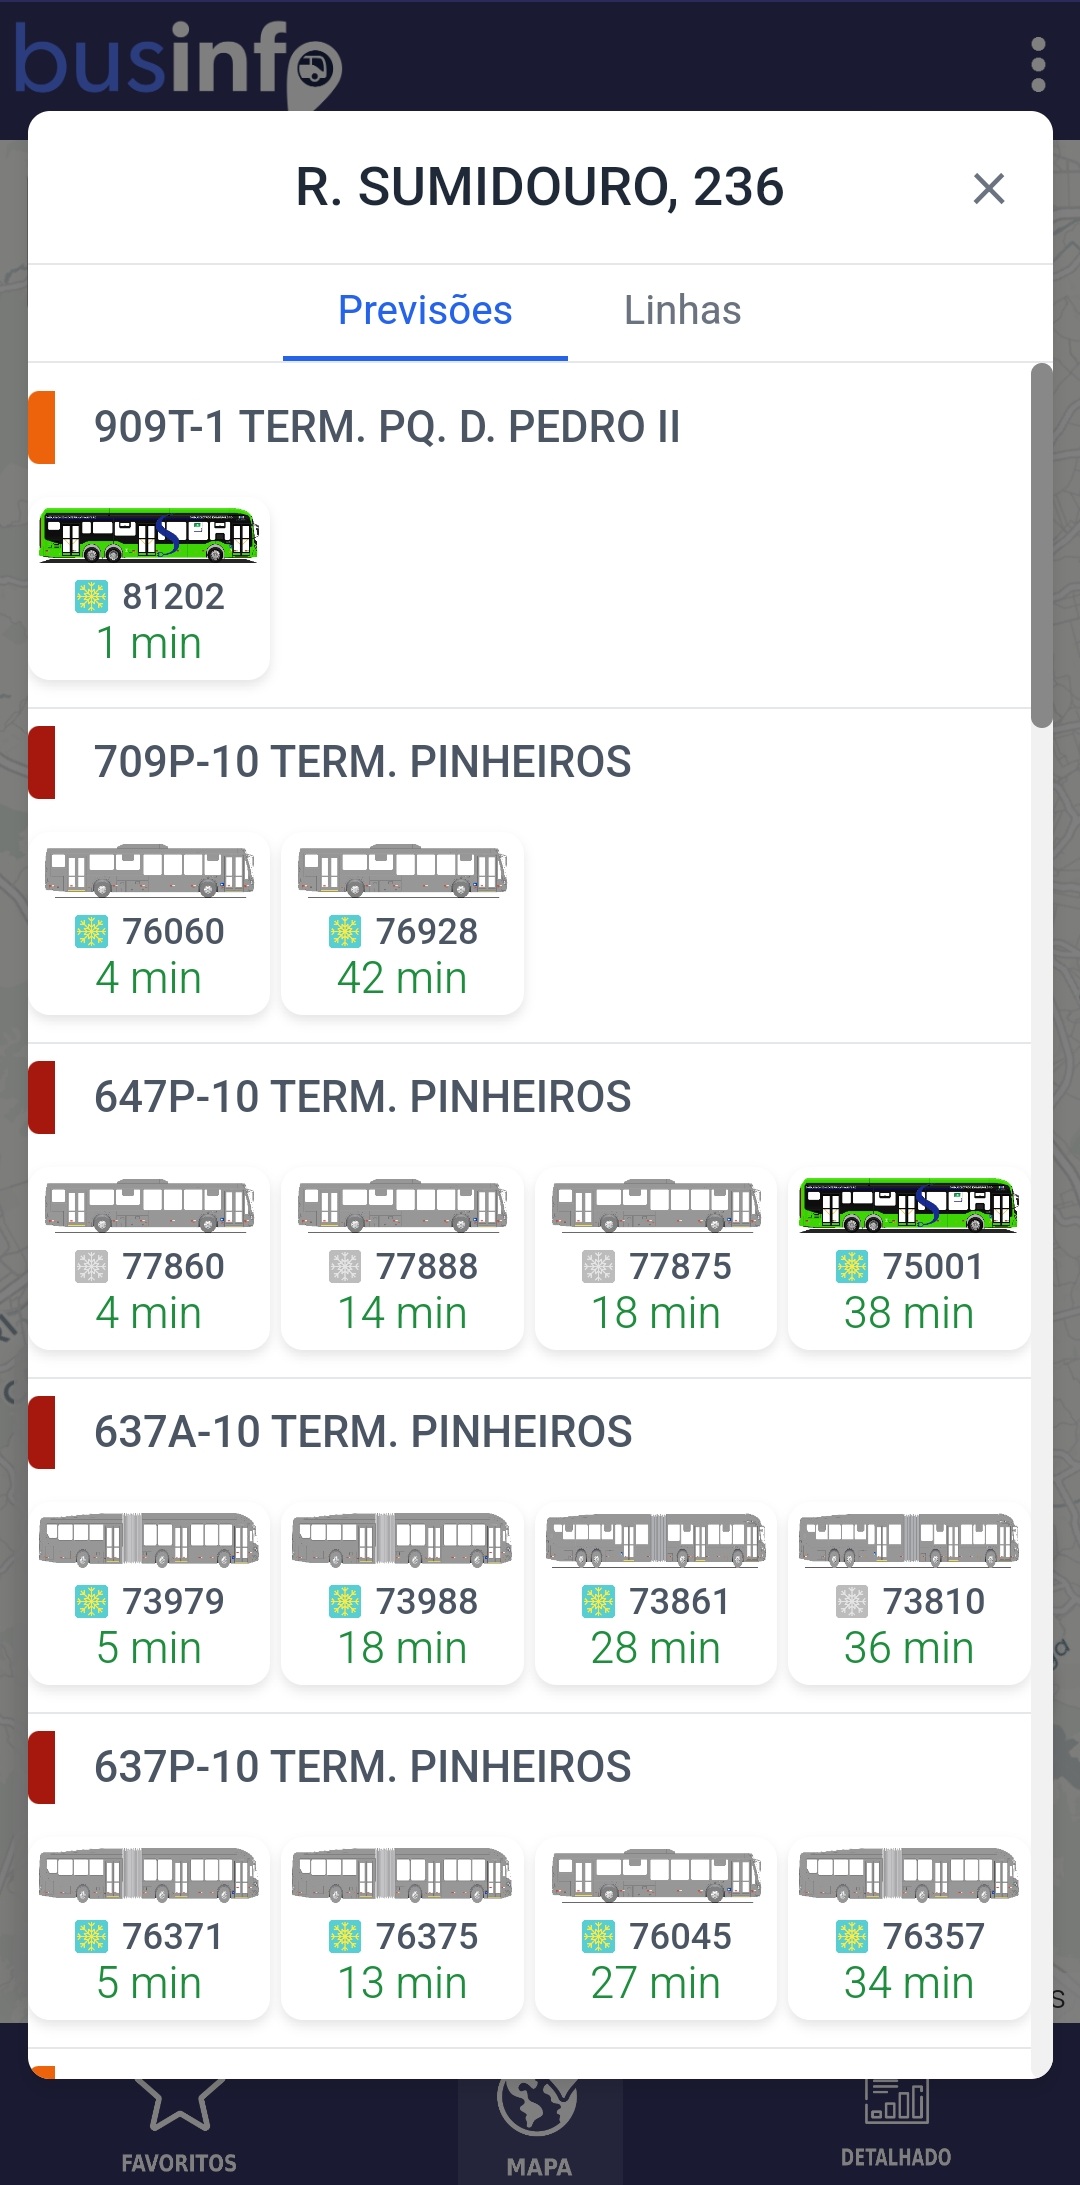 businfo
R. SUMIDOURO, 236
Previsões Linhas
909T-1 TERM. PQ. D. PEDRO II
81202
1 min
709P-10 TERM. PINHEIROS
76060 76928
4 min 42 min
647P-10 TERM. PINHEIROS
77860 77888 77875 75001
4 min 14 min 18 min 38 min
637A-10 TERM. PINHEIROS
73979 73988 73861 73810
5 min 18 min 28 min 36 min
637P-10 TERM. PINHEIROS
76371 76375 76045 76357
5 min 13 min 27 min 34 min
FAVORITOS MAPA DETALHADO